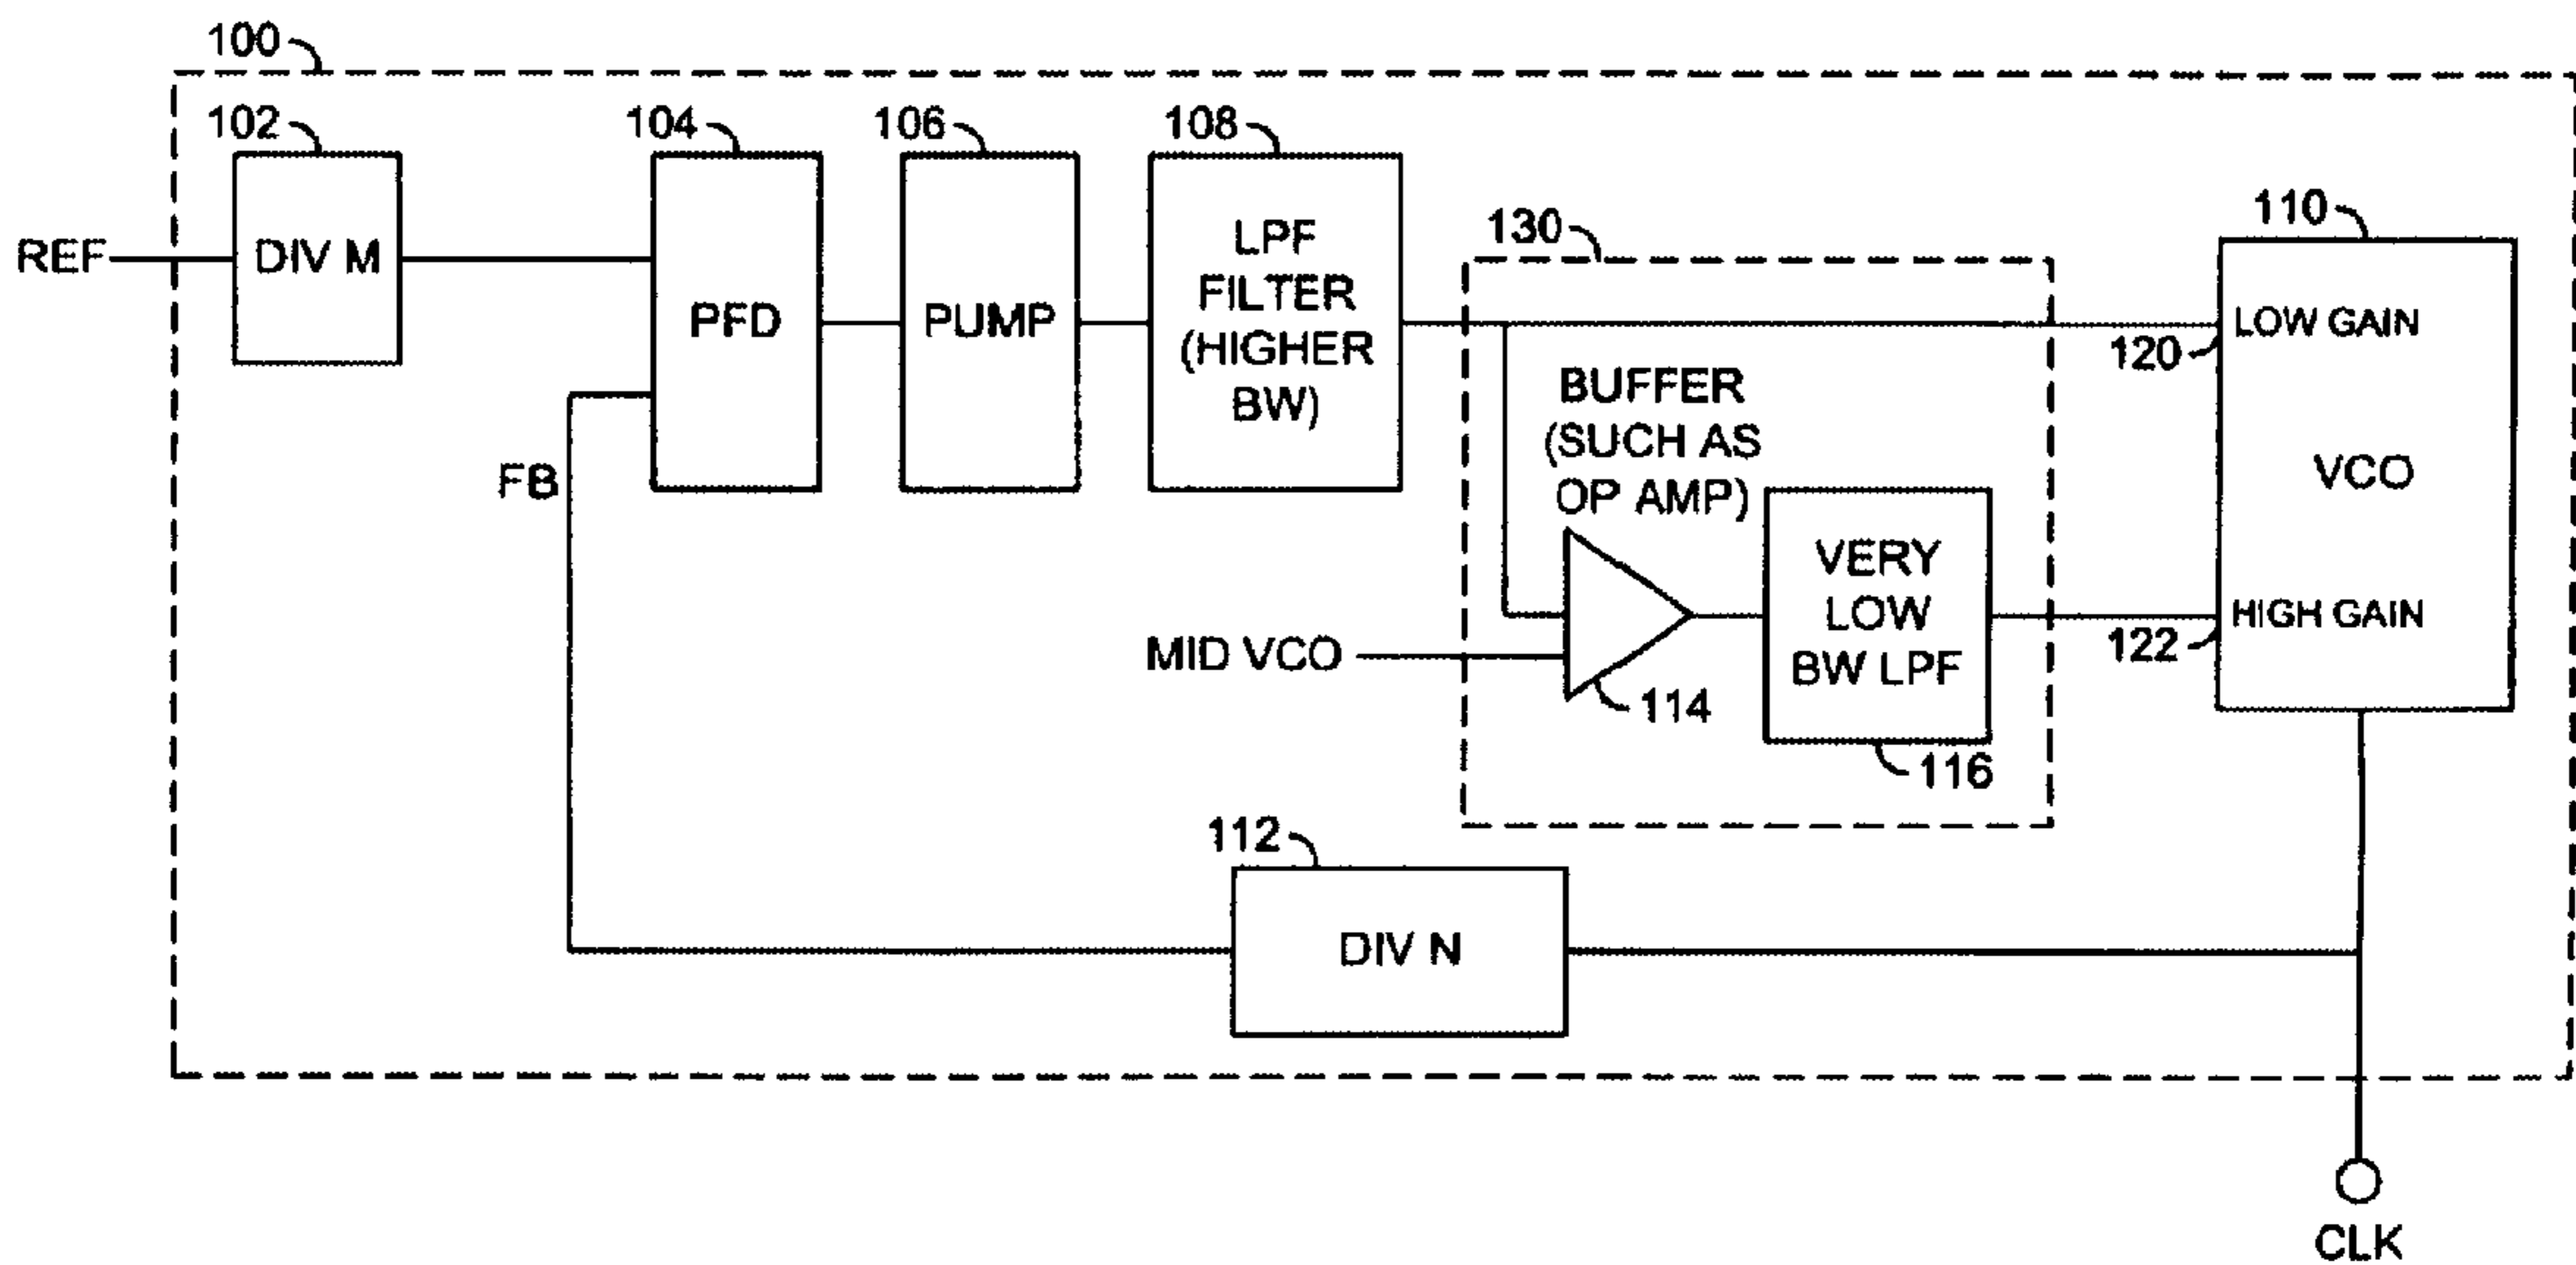 100
102
104
106
108
110
130
REF
DIV M
PFD
PUMP
LPF
FILTER
(HIGHER
BW)
LOW GAIN
120
VCO
HIGH GAIN
122
BUFFER
(SUCH AS
OP AMP)
VERY
LOW
BW LPF
FB
MID VCO
114
116
112
DIV N
CLK